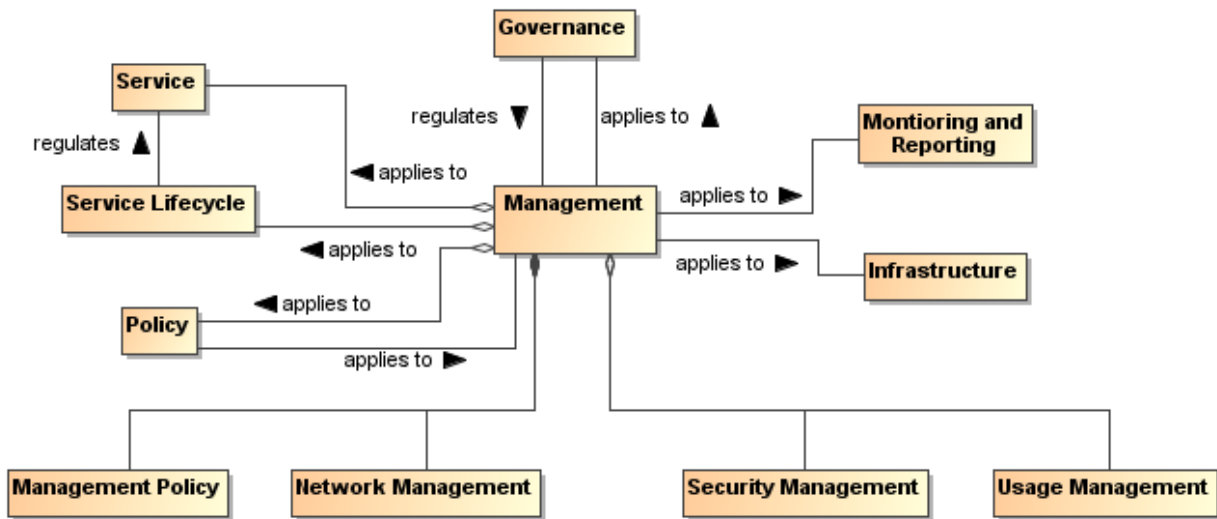 Governance
Service
regulates
applies to
Montioring and
Reporting
regulates
applies to
Service Lifecycle
Management
applies to
applies to
applies to
Infrastructure
applies to
Policy
applies to
Management Policy
Network Management
Security Management
Usage Management